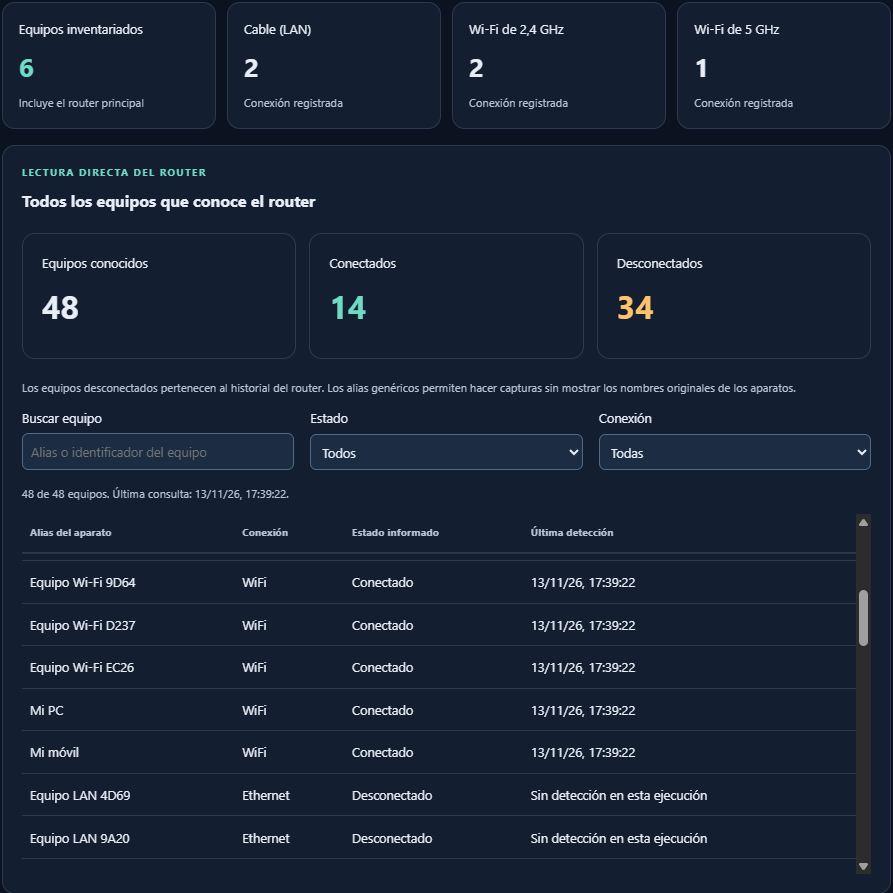 Equipos inventariados
6
Incluye el router principal
Cable (LAN)
2
Conexión registrada
Wi-Fi de 2,4 GHz
2
Conexión registrada
Wi-Fi de 5 GHz
1
Conexión registrada
LECTURA DIRECTA DEL ROUTER
Todos los equipos que conoce el router
Equipos conocidos
48
Conectados
14
Desconectados
34
Los equipos desconectados pertenecen al historial del router. Los alias genéricos permiten hacer capturas sin mostrar los nombres originales de los aparatos.
Buscar equipo
Alias o identificador del equipo
Estado
Todos
Conexión
Todas
48 de 48 equipos. Última consulta: 13/11/26, 17:39:22.
Alias del aparato Conexión Estado informado Última detección
Equipo Wi-Fi 9D64 WiFi Conectado 13/11/26, 17:39:22
Equipo Wi-Fi D237 WiFi Conectado 13/11/26, 17:39:22
Equipo Wi-Fi EC26 WiFi Conectado 13/11/26, 17:39:22
Mi PC WiFi Conectado 13/11/26, 17:39:22
Mi móvil WiFi Conectado 13/11/26, 17:39:22
Equipo LAN 4D69 Ethernet Desconectado Sin detección en esta ejecución
Equipo LAN 9A20 Ethernet Desconectado Sin detección en esta ejecución